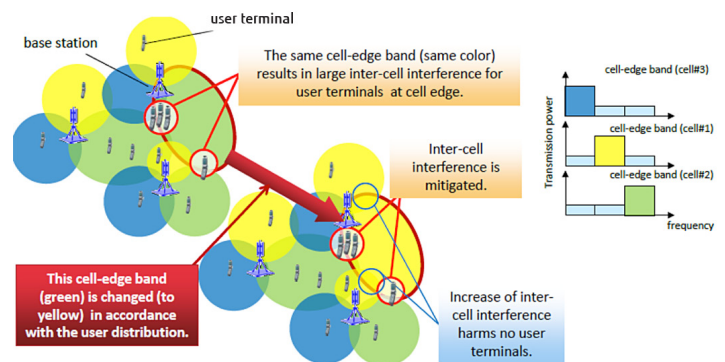 user terminal
base station
The same cell-edge band (same color)
results in large inter-cell interference for
user terminals at cell edge.
cell-edge band (cell#3)
cell-edge band (cell#1)
cell-edge band (cell#2)
Transmission power
frequency
Inter-cell
interference is
mitigated.
This cell-edge band
(green) is changed (to
yellow) in accordance
with the user distribution.
Increase of inter-
cell interference
harms no user
terminals.